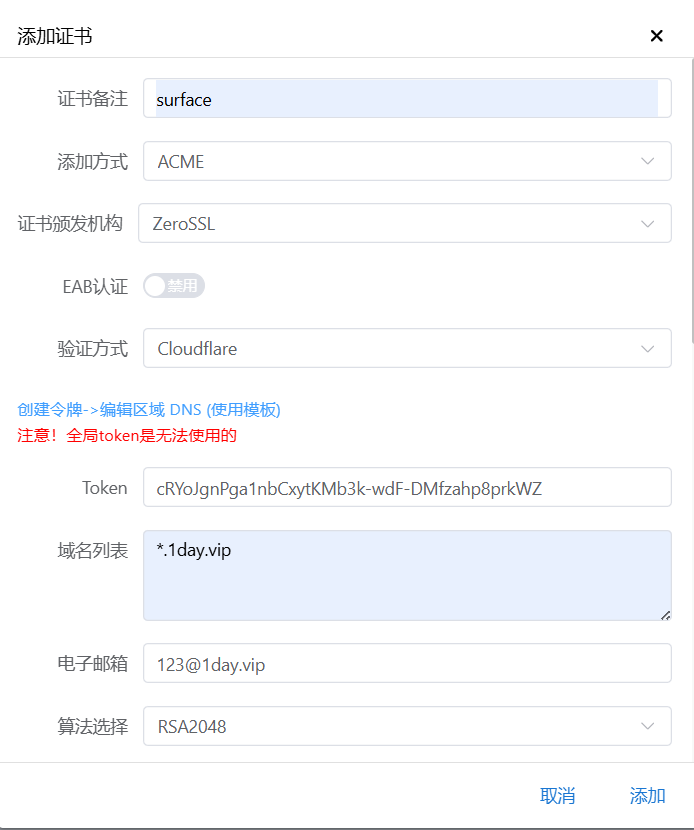 添加证书
证书备注 surface
添加方式 ACME
证书颁发机构 ZeroSSL
EAB认证 禁用
验证方式 Cloudflare
创建令牌->编辑区域 DNS (使用模板)
注意！全局token是无法使用的
Token cRYoJgnPga1nbCxytKMb3k-wdF-DMfzahp8prkWZ
域名列表 *.1day.vip
电子邮箱 123@1day.vip
算法选择 RSA2048
取消 添加